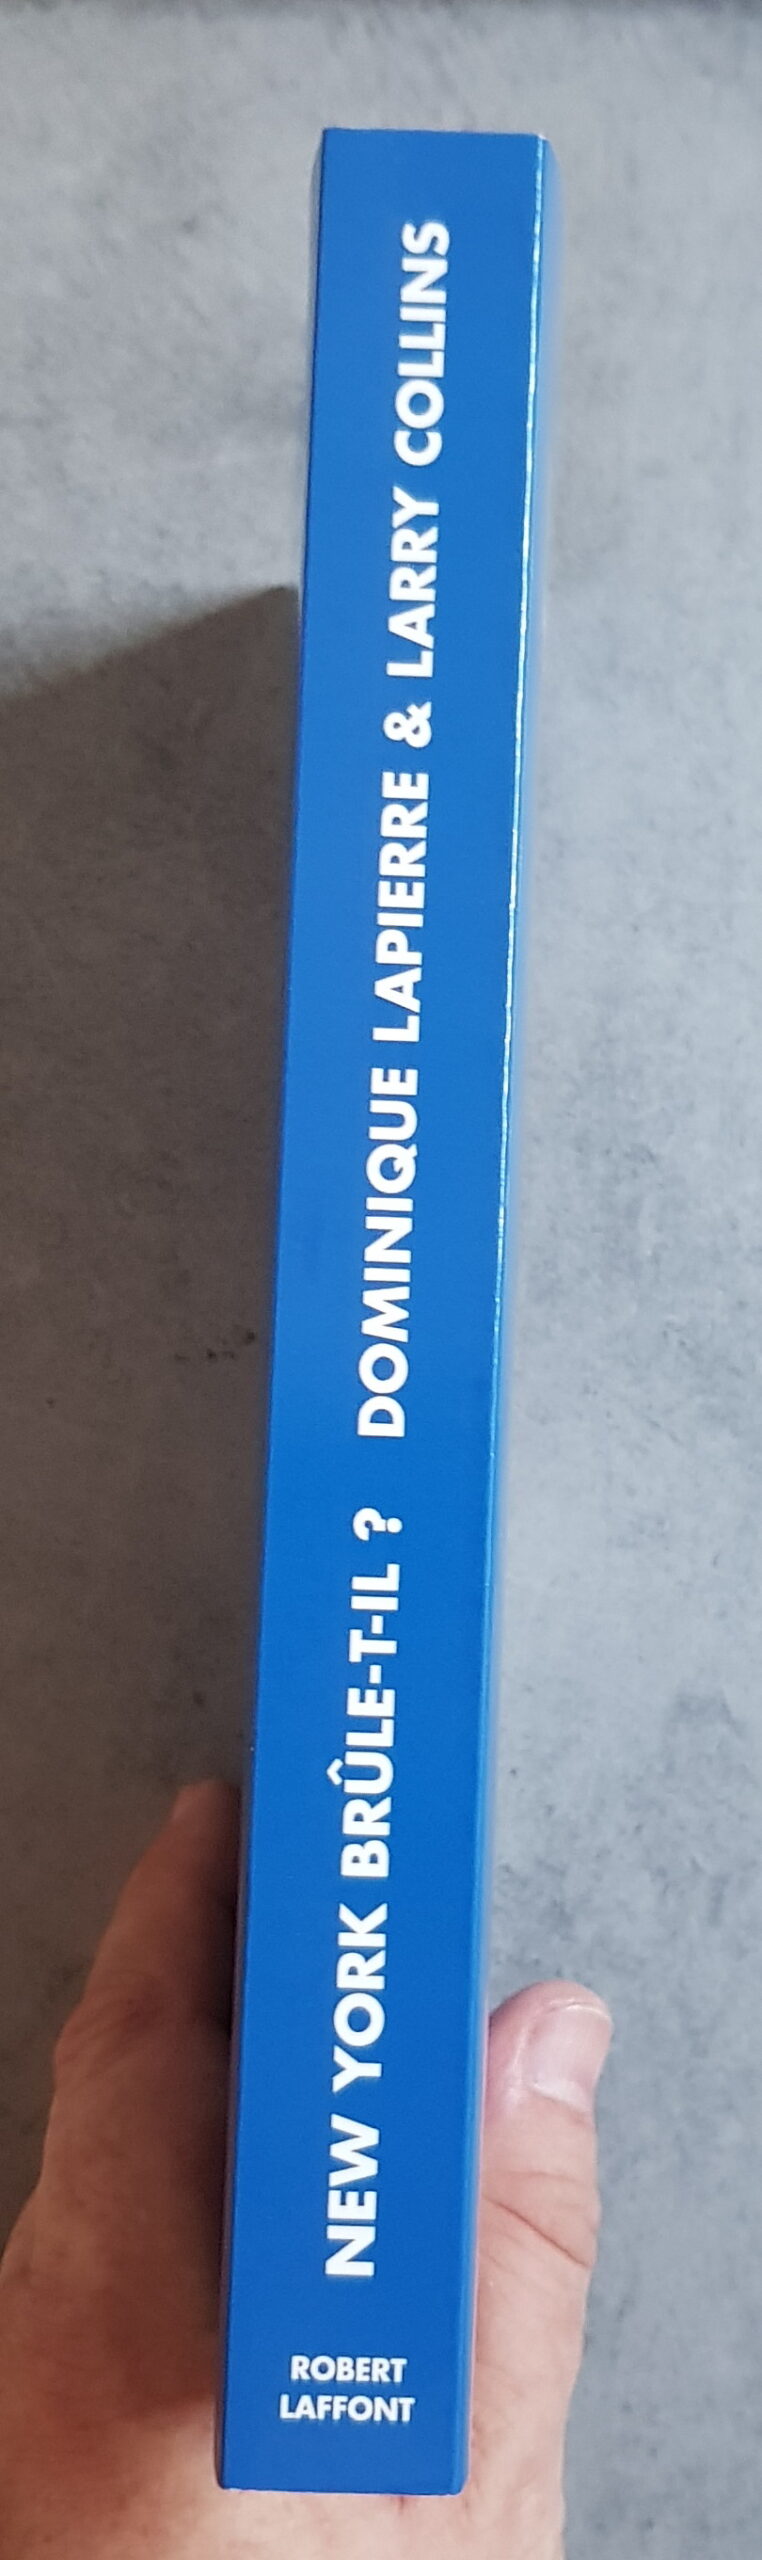 NEW YORK BRÛLE-T-IL ? DOMINIQUE LAPIERRE & LARRY COLLINS
ROBERT
LAFFONT